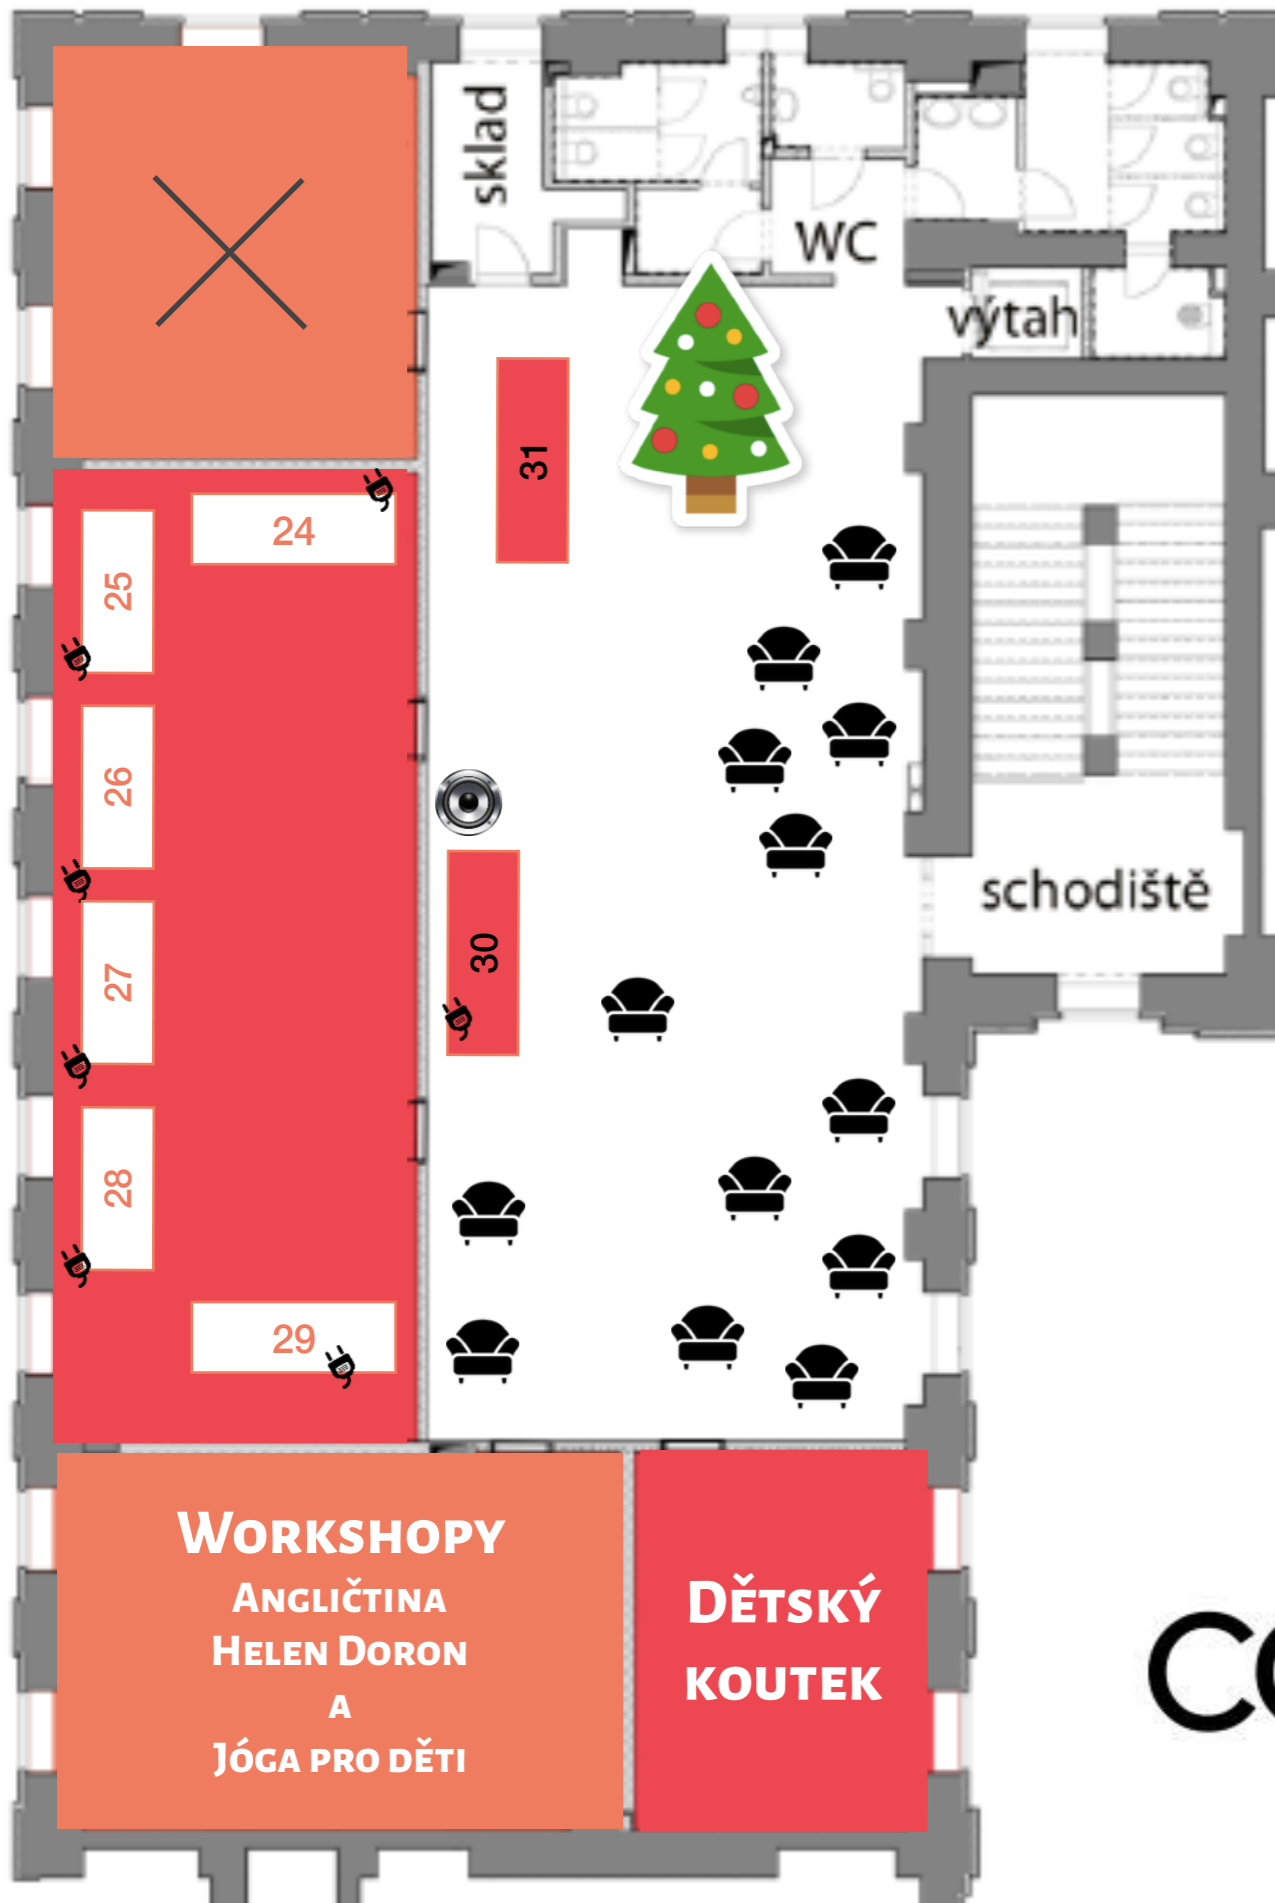 sklad
WC
výtah
31
24
25
26
27
28
29
30
schodiště
WORKSHOPY
ANGLIČTINA
HELEN DORON
A
JÓGA PRO DĚTI
DĚTSKÝ
KOUTEK